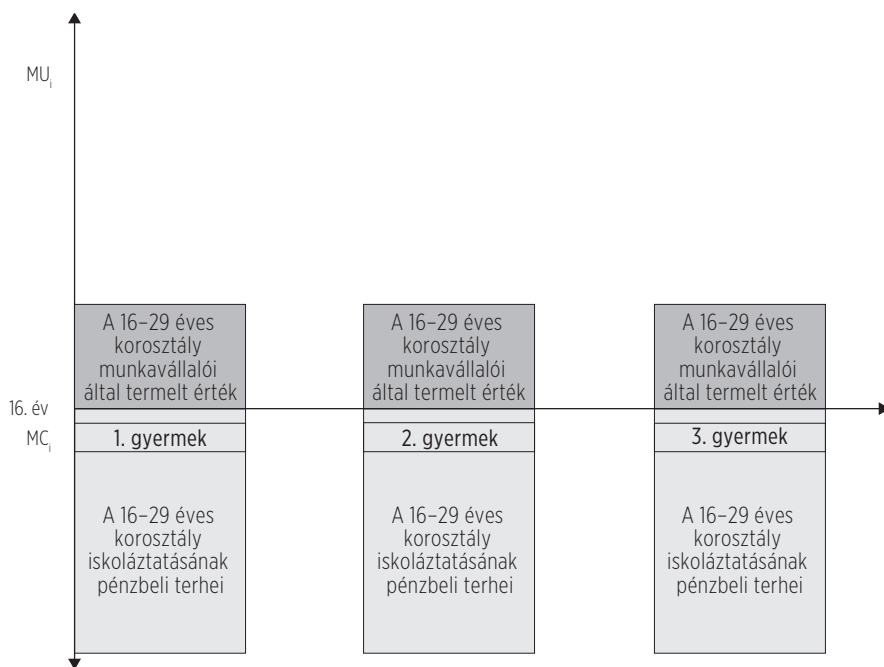 MUi
A 16–29 éves
korosztály
munkavállalói
által termelt érték
A 16–29 éves
korosztály
munkavállalói
által termelt érték
A 16–29 éves
korosztály
munkavállalói
által termelt érték
16. év
MCi
1. gyermek
2. gyermek
3. gyermek
A 16–29 éves
korosztály
iskoláztatásának
pénzbeli terhei
A 16–29 éves
korosztály
iskoláztatásának
pénzbeli terhei
A 16–29 éves
korosztály
iskoláztatásának
pénzbeli terhei